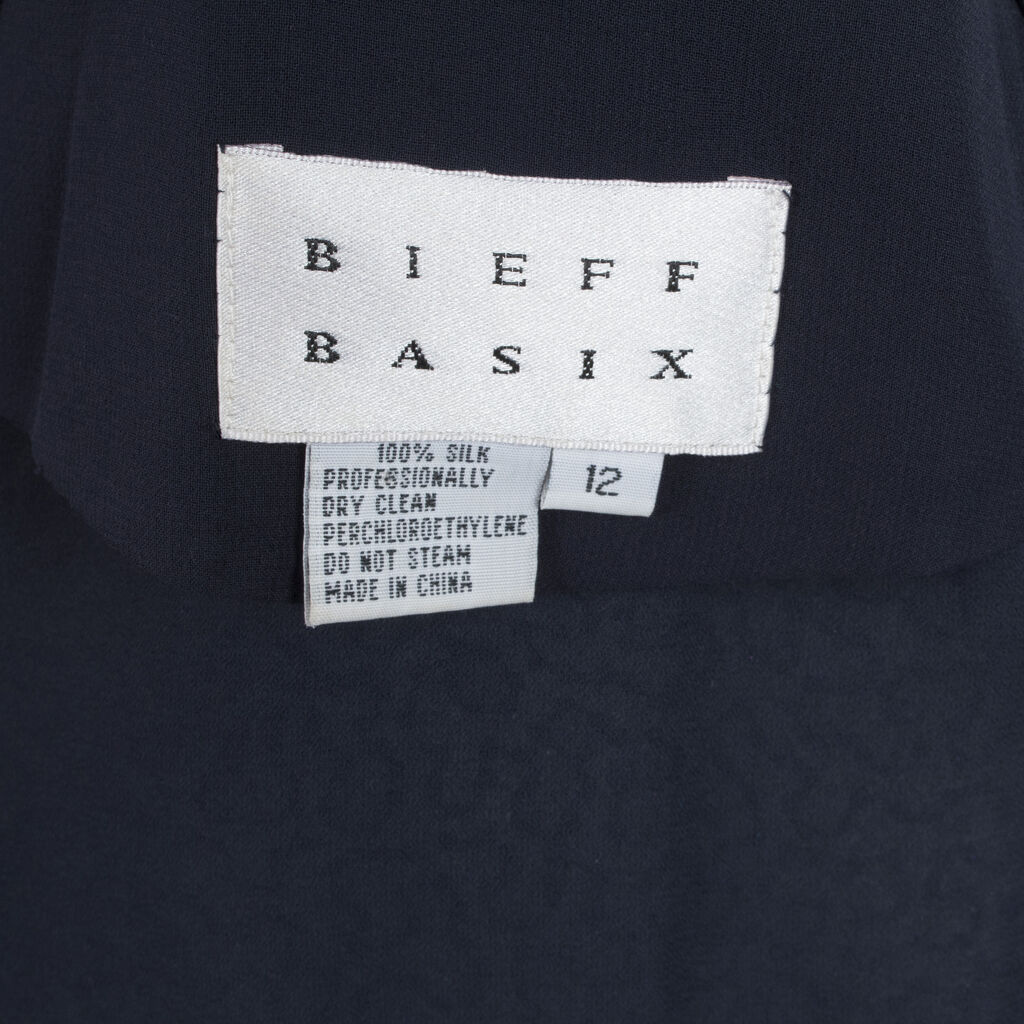 BIEFF
BASIX
100% SILK
PROFESSIONALLY
DRY CLEAN
PERCHLOROETHYLENE
DO NOT STEAM
MADE IN CHINA
12